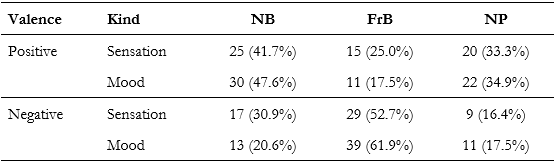 Valence Kind NB FrB NP
Positive Sensation 25 (41.7%) 15 (25.0%) 20 (33.3%)
Mood 30 (47.6%) 11 (17.5%) 22 (34.9%)
Negative Sensation 17 (30.9%) 29 (52.7%) 9 (16.4%)
Mood 13 (20.6%) 39 (61.9%) 11 (17.5%)